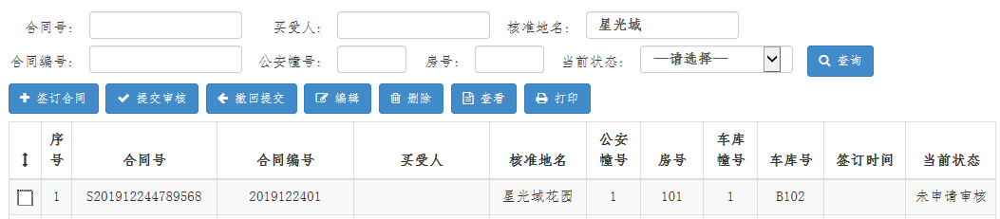 合同号： 买受人： 核准地名： 星光域
合同编号： 公安幢号： 房号： 当前状态： --请选择-- 查询
签订合同 提交审核 撤回提交 编辑 删除 查看 打印
序号 合同号 合同编号 买受人 核准地名 公安幢号 房号 车库幢号 车库号 签订时间 当前状态
1 S201912244789568 2019122401 星光域花园 1 101 1 B102 未申请审核